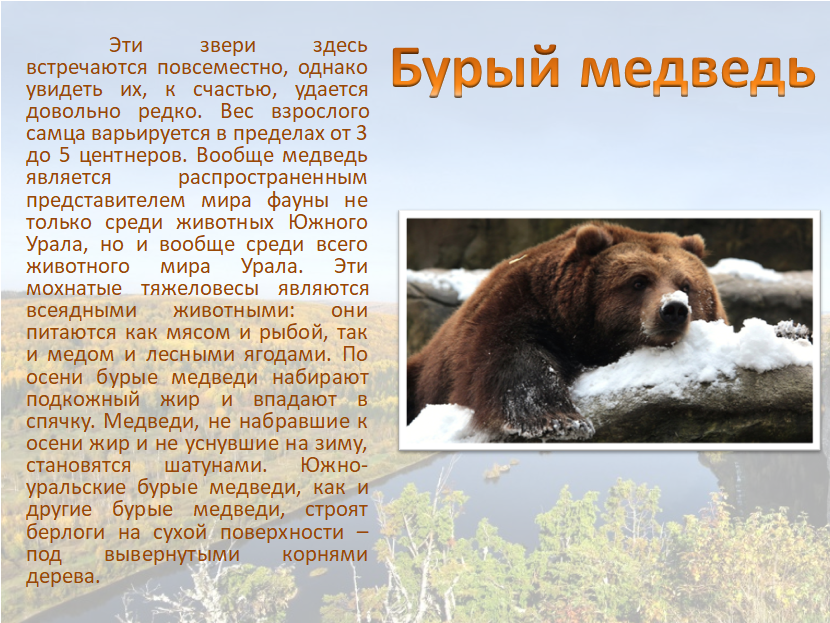 Бурый медведь
Эти звери здесь
встречаются повсеместно, однако
увидеть их, к счастью, удается
довольно редко. Вес взрослого
самца варьируется в пределах от 3
до 5 центнеров. Вообще медведь
является распространенным
представителем мира фауны не
только среди животных Южного
Урала, но и вообще среди всего
животного мира Урала. Эти
мохнатые тяжеловесы являются
всеядными животными: они
питаются как мясом и рыбой, так
и медом и лесными ягодами. По
осени бурые медведи набирают
подкожный жир и впадают в
спячку. Медведи, не набравшие к
осени жир и не уснувшие на зиму,
становятся шатунами. Южно-
уральские бурые медведи, как и
другие бурые медведи, строят
берлоги на сухой поверхности –
под вывернутыми корнями
дерева.